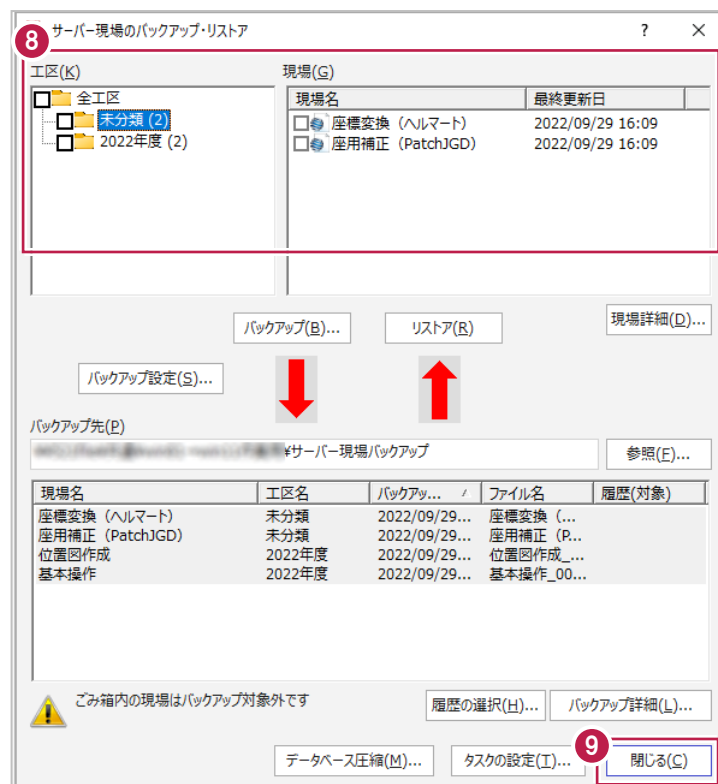 8
サーバー現場のバックアップ・リストア
?
工区(K)
現場(G)
全工区
未分類 (2)
2022年度 (2)
現場名 最終更新日
座標変換（ヘルマート） 2022/09/29 16:09
座用補正（PatchJGD） 2022/09/29 16:09
現場詳細(D)...
バックアップ(B)... リストア(R)
バックアップ設定(S)...
バックアップ先(P)
¥サーバー現場バックアップ
参照(F)...
現場名 工区名 バックアッ... ファイル名 履歴(対象)
座標変換（ヘルマート） 未分類 2022/09/29... 座標変換（...
座用補正（PatchJGD） 未分類 2022/09/29... 座用補正（P...
位置図作成 2022年度 2022/09/29... 位置図作成_...
基本操作 2022年度 2022/09/29... 基本操作_00...
ごみ箱内の現場はバックアップ対象外です
履歴の選択(H)... バックアップ詳細(L)...
9
データベース圧縮(M)... タスクの設定(T)... 閉じる(C)